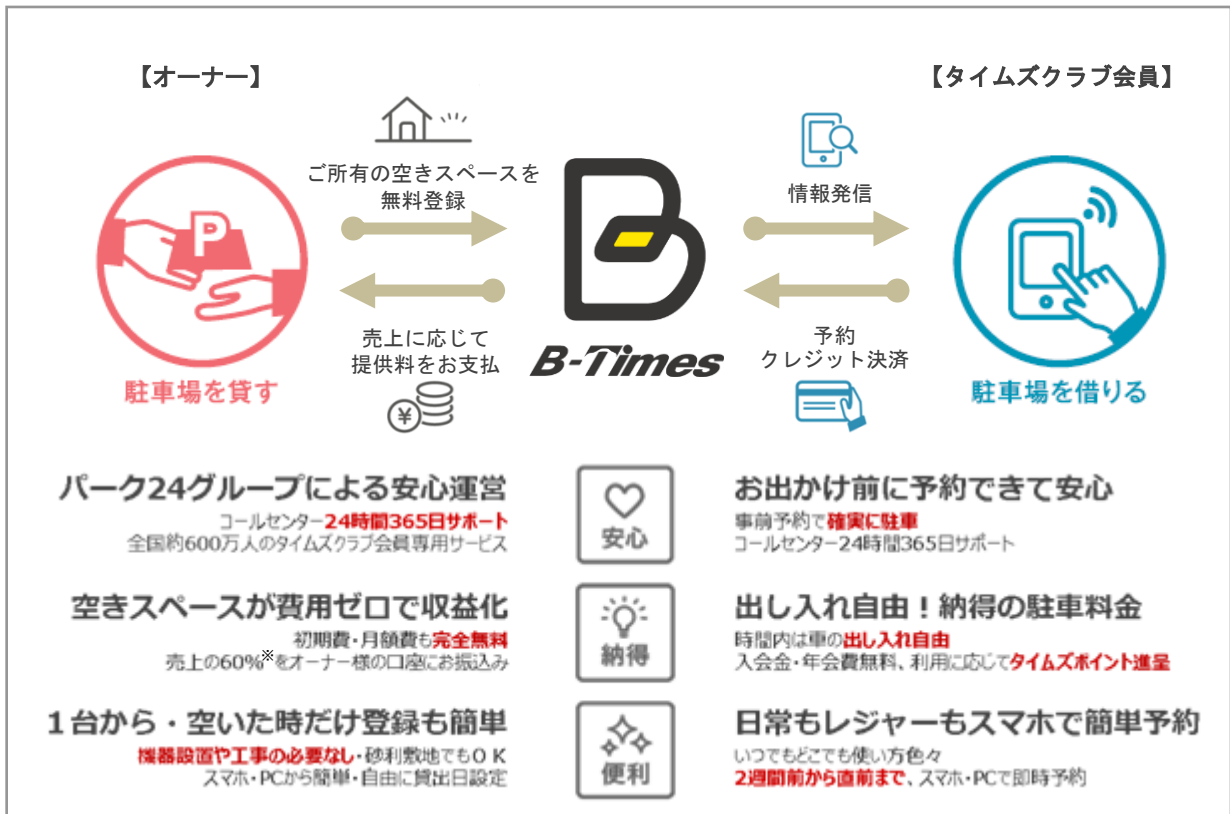 【オーナー】
【タイムズクラブ会員】
ご所有の空きスペースを
無料登録
情報発信
P
売上に応じて
提供料をお支払
¥
B-Times
予約
クレジット決済
駐車場を貸す
駐車場を借りる
パーク24グループによる安心運営
コールセンター24時間365日サポート
全国約600万人のタイムズクラブ会員専用サービス
安心
お出かけ前に予約できて安心
事前予約で確実に駐車
コールセンター24時間365日サポート
空きスペースが費用ゼロで収益化
初期費・月額費も完全無料
売上の60%※をオーナー様の口座にお振込み
納得
出し入れ自由！納得の駐車料金
時間内は車の出し入れ自由
入会金・年会費無料、利用に応じてタイムズポイント進呈
１台から・空いた時だけ登録も簡単
機器設置や工事の必要なし・砂利敷地でもＯＫ
スマホ・PCから簡単・自由に貸出日設定
便利
日常もレジャーもスマホで簡単予約
いつでもどこでも使い方色々
2週間前から直前まで、スマホ・PCで即時予約